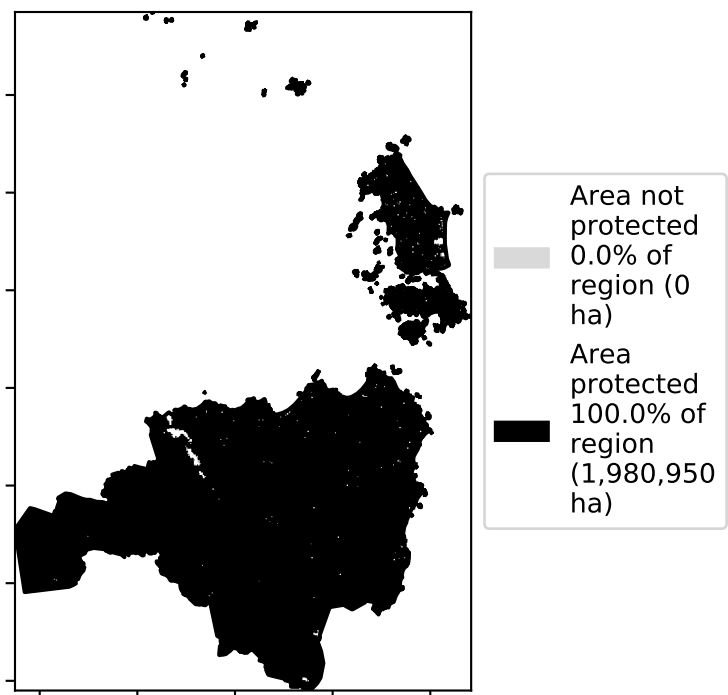 Area not
protected
0.0% of
region (0
ha)
Area
protected
100.0% of
region
(1,980,950
ha)